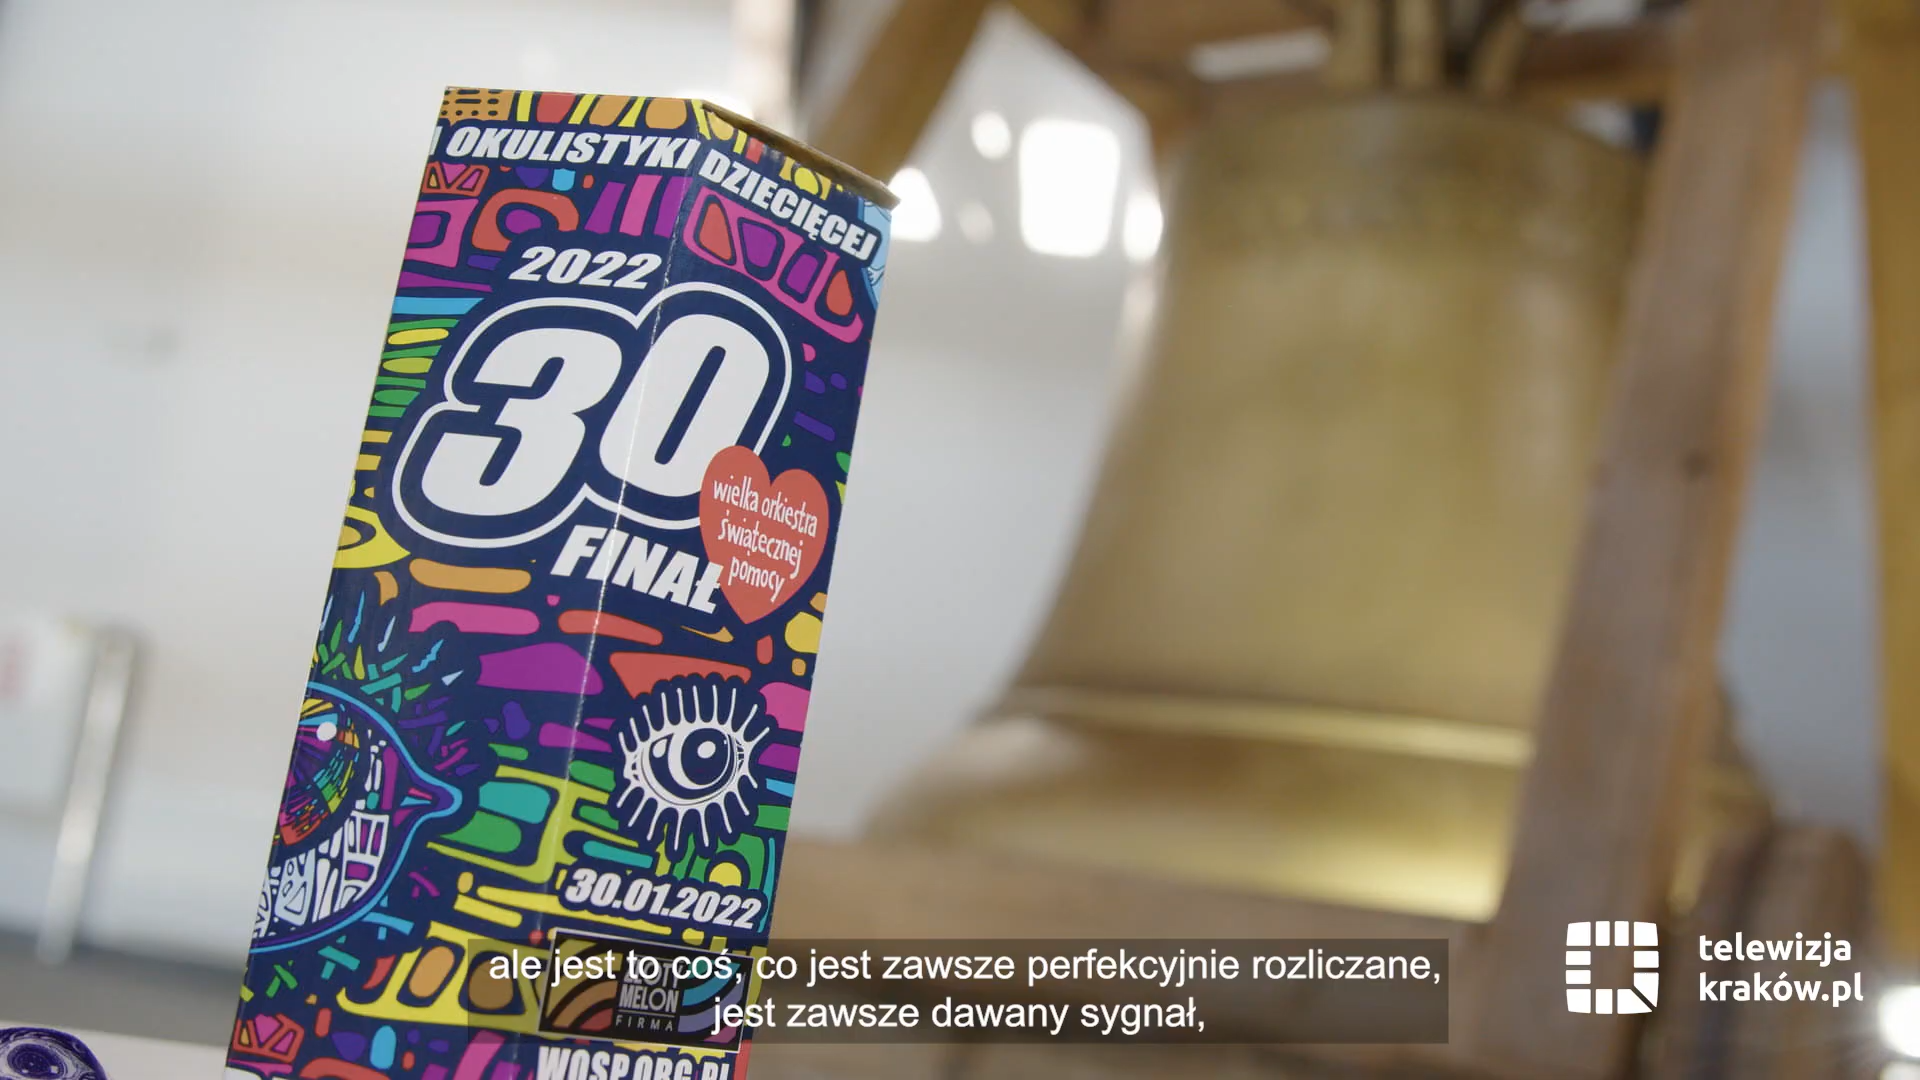 I OKULISTYKI DZIECIĘCEJ
2022
30
FINAŁ
wielka orkiestra
świątecznej
pomocy
30.01.2022
ZŁOTY
MELON
FIRMA
WOSP.ORG.PL
ale jest to coś, co jest zawsze perfekcyjnie rozliczane,
jest zawsze dawany sygnał,
telewizja
kraków.pl